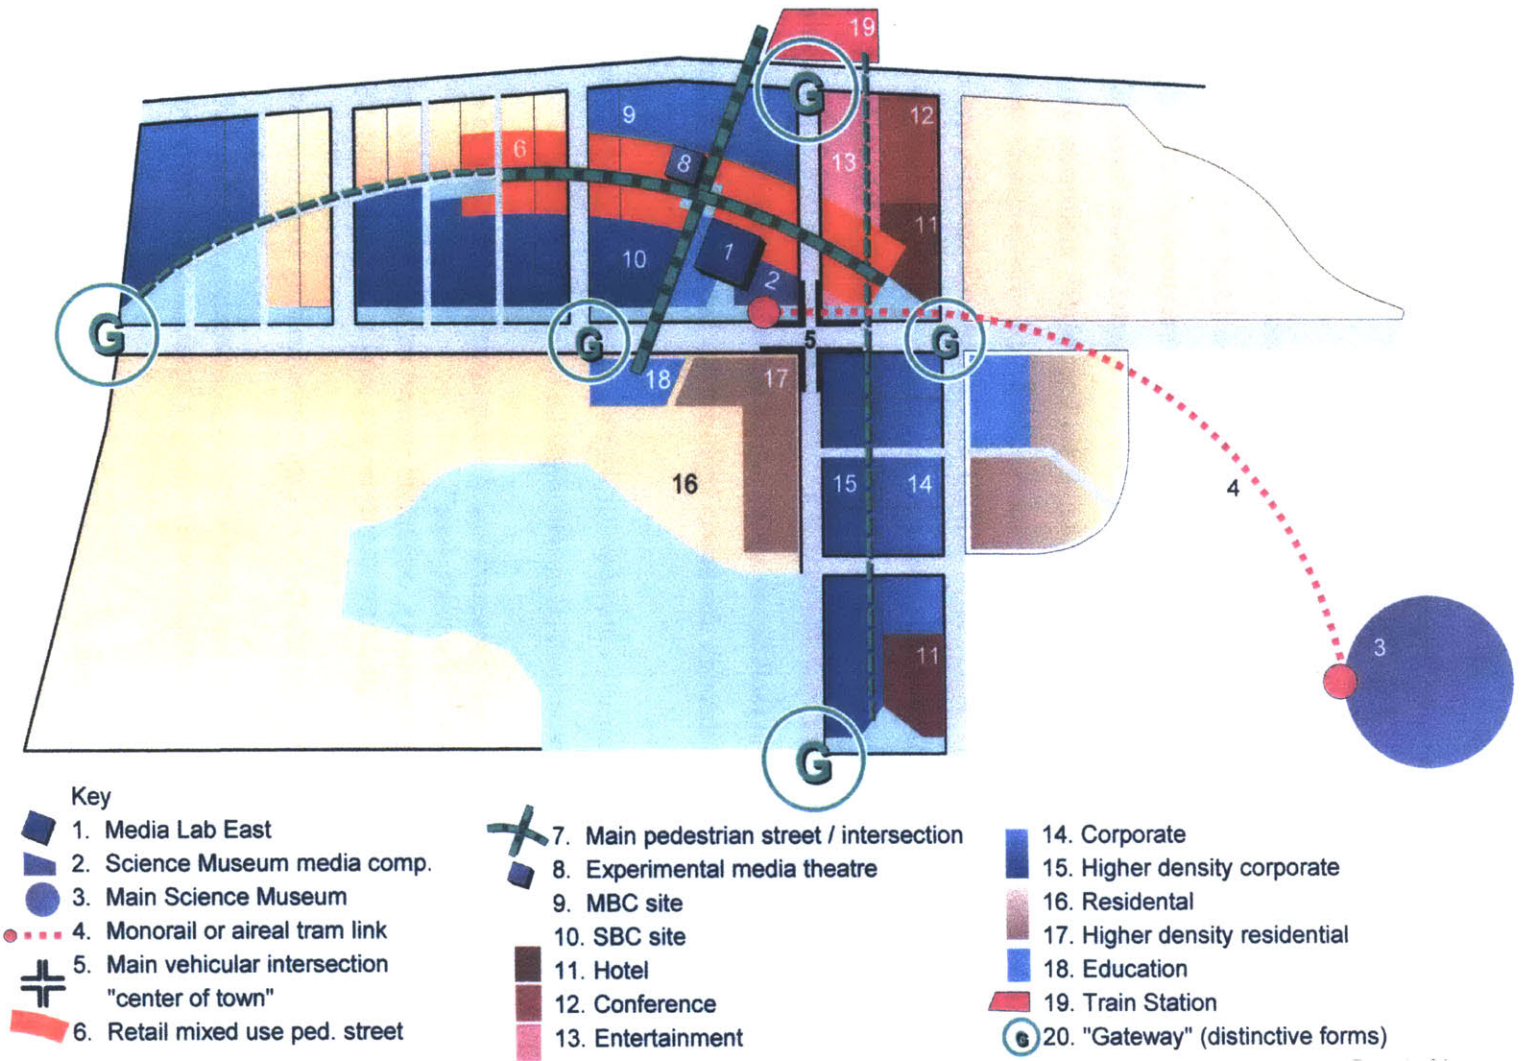 19
G
9
12
6
8
13
11
1
10
2
G
G
5
G
18
17
15
14
16
4
11
3
G
Key
1. Media Lab East
2. Science Museum media comp.
3. Main Science Museum
4. Monorail or aireal tram link
5. Main vehicular intersection
"center of town"
6. Retail mixed use ped. street
7. Main pedestrian street / intersection
8. Experimental media theatre
9. MBC site
10. SBC site
11. Hotel
12. Conference
13. Entertainment
14. Corporate
15. Higher density corporate
16. Residental
17. Higher density residential
18. Education
19. Train Station
G 20. "Gateway" (distinctive forms)